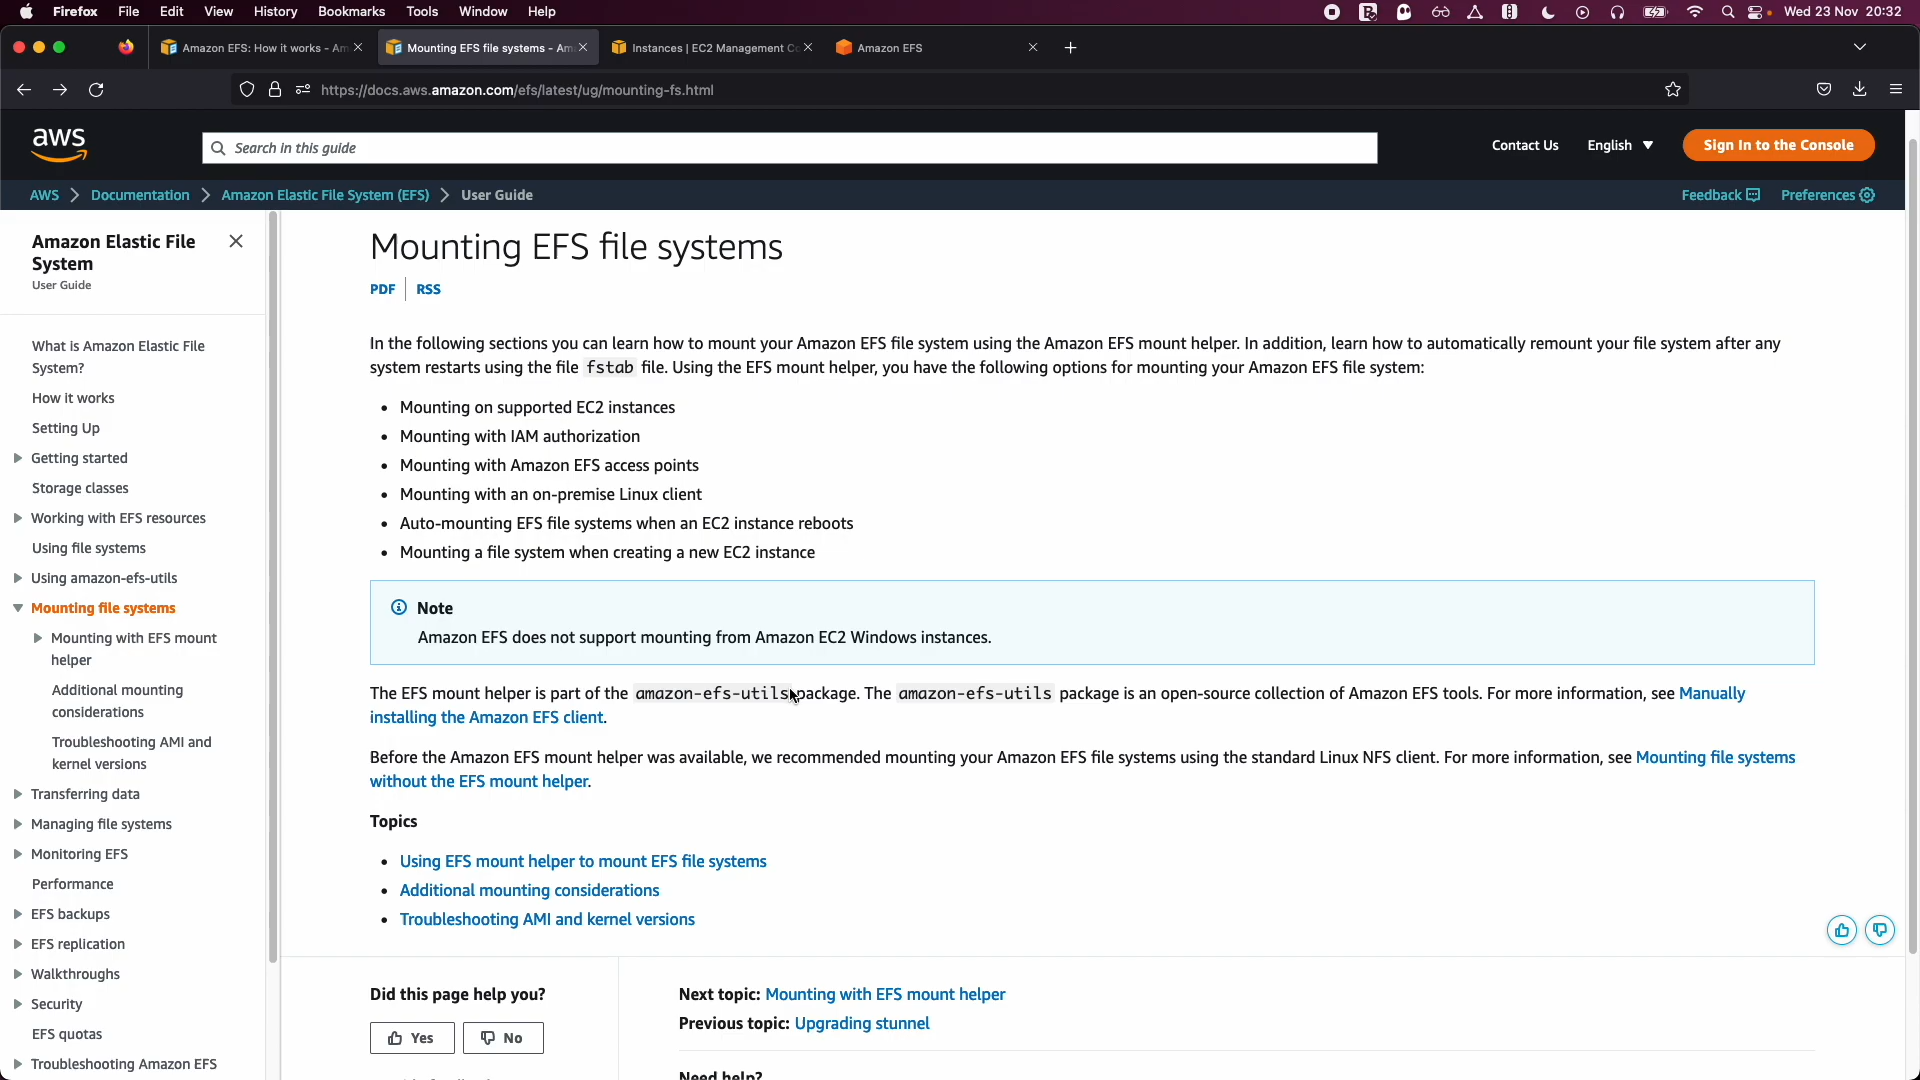 Firefox File Edit View History Bookmarks Tools Window Help Wed 23 Nov 20:32
Amazon EFS: How it works - Am Mounting EFS file systems - Am Instances | EC2 Management Co Amazon EFS
https://docs.aws.amazon.com/efs/latest/ug/mounting-fs.html
aws Search in this guide Contact Us English Sign In to the Console
AWS Documentation Amazon Elastic File System (EFS) User Guide Feedback Preferences
Amazon Elastic File
System
User Guide
What is Amazon Elastic File
System?
How it works
Setting Up
Getting started
Storage classes
Working with EFS resources
Using file systems
Using amazon-efs-utils
Mounting file systems
Mounting with EFS mount
helper
Additional mounting
considerations
Troubleshooting AMI and
kernel versions
Transferring data
Managing file systems
Monitoring EFS
Performance
EFS backups
EFS replication
Walkthroughs
Security
EFS quotas
Troubleshooting Amazon EFS
Mounting EFS file systems
PDF RSS
In the following sections you can learn how to mount your Amazon EFS file system using the Amazon EFS mount helper. In addition, learn how to automatically remount your file system after any
system restarts using the file fstab file. Using the EFS mount helper, you have the following options for mounting your Amazon EFS file system:
• Mounting on supported EC2 instances
• Mounting with IAM authorization
• Mounting with Amazon EFS access points
• Mounting with an on-premise Linux client
• Auto-mounting EFS file systems when an EC2 instance reboots
• Mounting a file system when creating a new EC2 instance
Note
Amazon EFS does not support mounting from Amazon EC2 Windows instances.
The EFS mount helper is part of the amazon-efs-utils package. The amazon-efs-utils package is an open-source collection of Amazon EFS tools. For more information, see Manually
installing the Amazon EFS client.
Before the Amazon EFS mount helper was available, we recommended mounting your Amazon EFS file systems using the standard Linux NFS client. For more information, see Mounting file systems
without the EFS mount helper.
Topics
• Using EFS mount helper to mount EFS file systems
• Additional mounting considerations
• Troubleshooting AMI and kernel versions
Did this page help you?
Yes No
Next topic: Mounting with EFS mount helper
Previous topic: Upgrading stunnel
Need help?